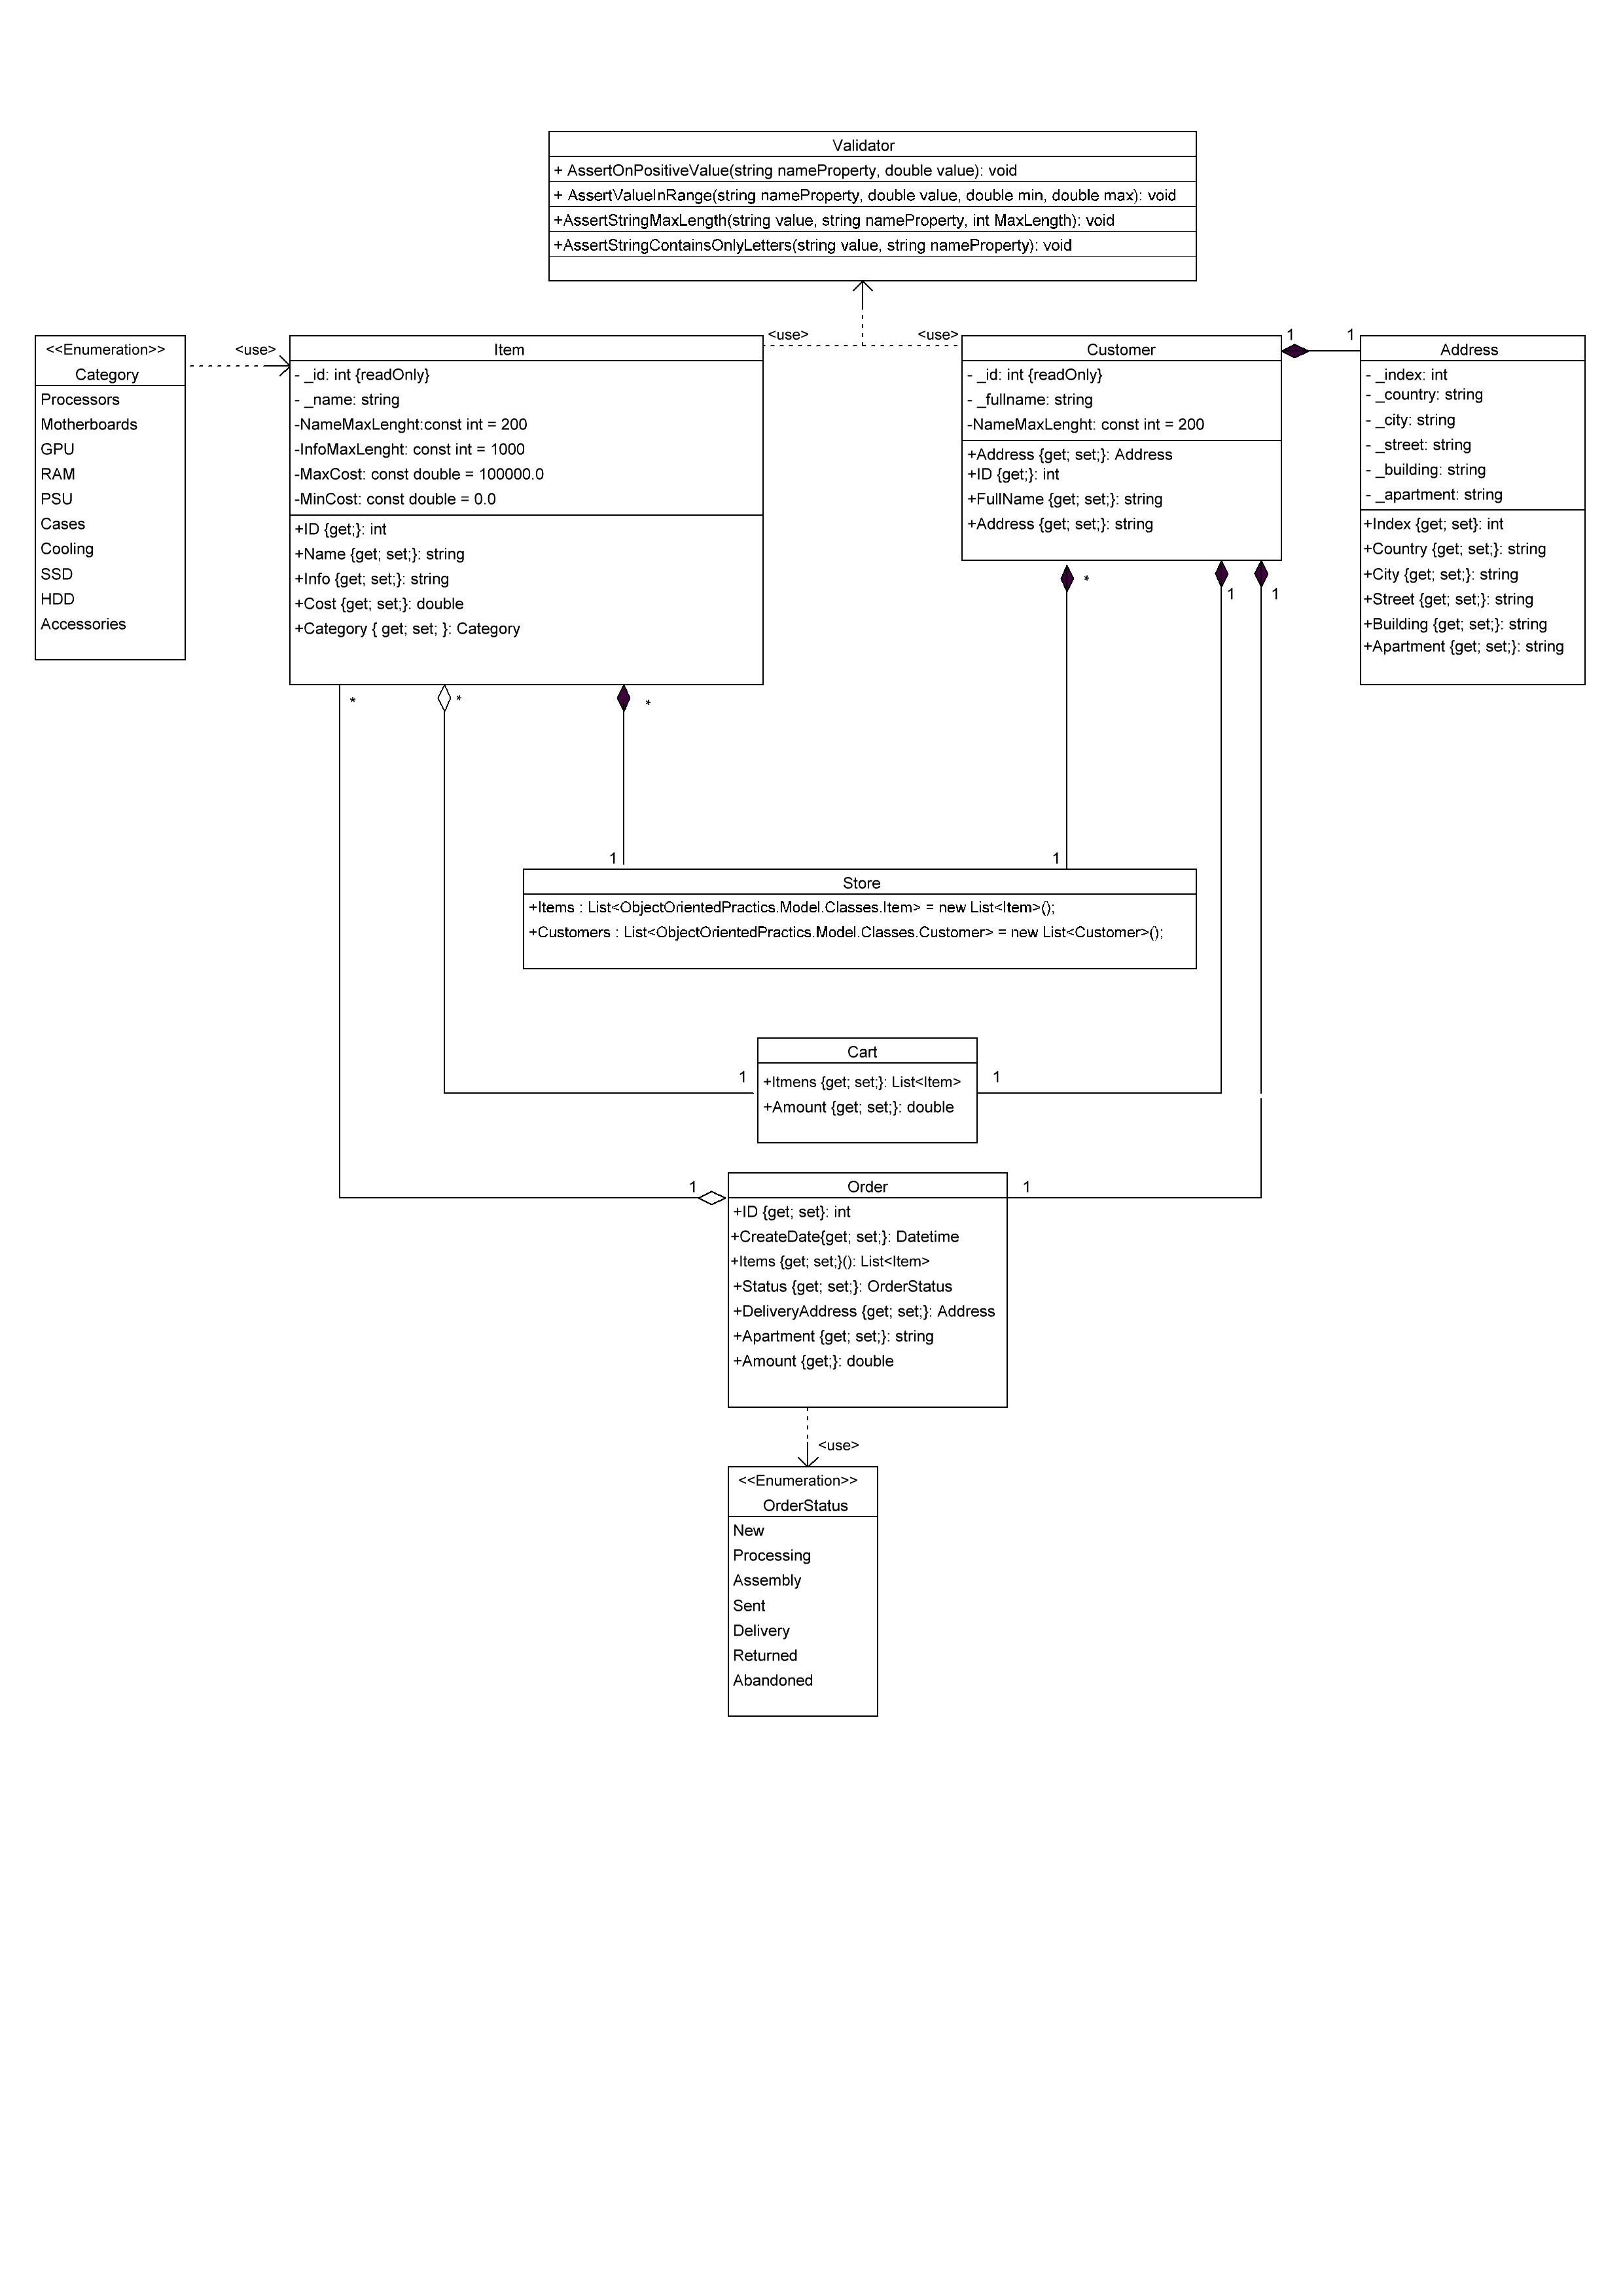 Validator
+ AssertOnPositiveValue(string nameProperty, double value): void
+ AssertValueInRange(string nameProperty, double value, double min, double max): void
+AssertStringMaxLength(string value, string nameProperty, int MaxLength): void
+AssertStringContainsOnlyLetters(string value, string nameProperty): void
<<Enumeration>>
Category
Processors
Motherboards
GPU
RAM
PSU
Cases
Cooling
SSD
HDD
Accessories
<use>
Item
- _id: int {readOnly}
- _name: string
-NameMaxLenght:const int = 200
-InfoMaxLenght: const int = 1000
-MaxCost: const double = 100000.0
-MinCost: const double = 0.0
+ID {get;}: int
+Name {get; set;}: string
+Info {get; set;}: string
+Cost {get; set;}: double
+Category { get; set; }: Category
<use>
<use>
Customer
- _id: int {readOnly}
- _fullname: string
-NameMaxLenght: const int = 200
+Address {get; set;}: Address
+ID {get;}: int
+FullName {get; set;}: string
+Address {get; set;}: string
1
1
Address
- _index: int
- _country: string
- _city: string
- _street: string
- _building: string
- _apartment: string
+Index {get; set}: int
+Country {get; set;}: string
+City {get; set;}: string
+Street {get; set;}: string
+Building {get; set;}: string
+Apartment {get; set;}: string
*
*
*
*
1
1
1
1
Store
+Items : List<ObjectOrientedPractics.Model.Classes.Item> = new List<Item>();
+Customers : List<ObjectOrientedPractics.Model.Classes.Customer> = new List<Customer>();
1
Cart
+Itmens {get; set;}: List<Item>
+Amount {get; set;}: double
1
1
Order
+ID {get; set}: int
+CreateDate{get; set;}: Datetime
+Items {get; set;}(): List<Item>
+Status {get; set;}: OrderStatus
+DeliveryAddress {get; set;}: Address
+Apartment {get; set;}: string
+Amount {get;}: double
1
<use>
<<Enumeration>>
OrderStatus
New
Processing
Assembly
Sent
Delivery
Returned
Abandoned